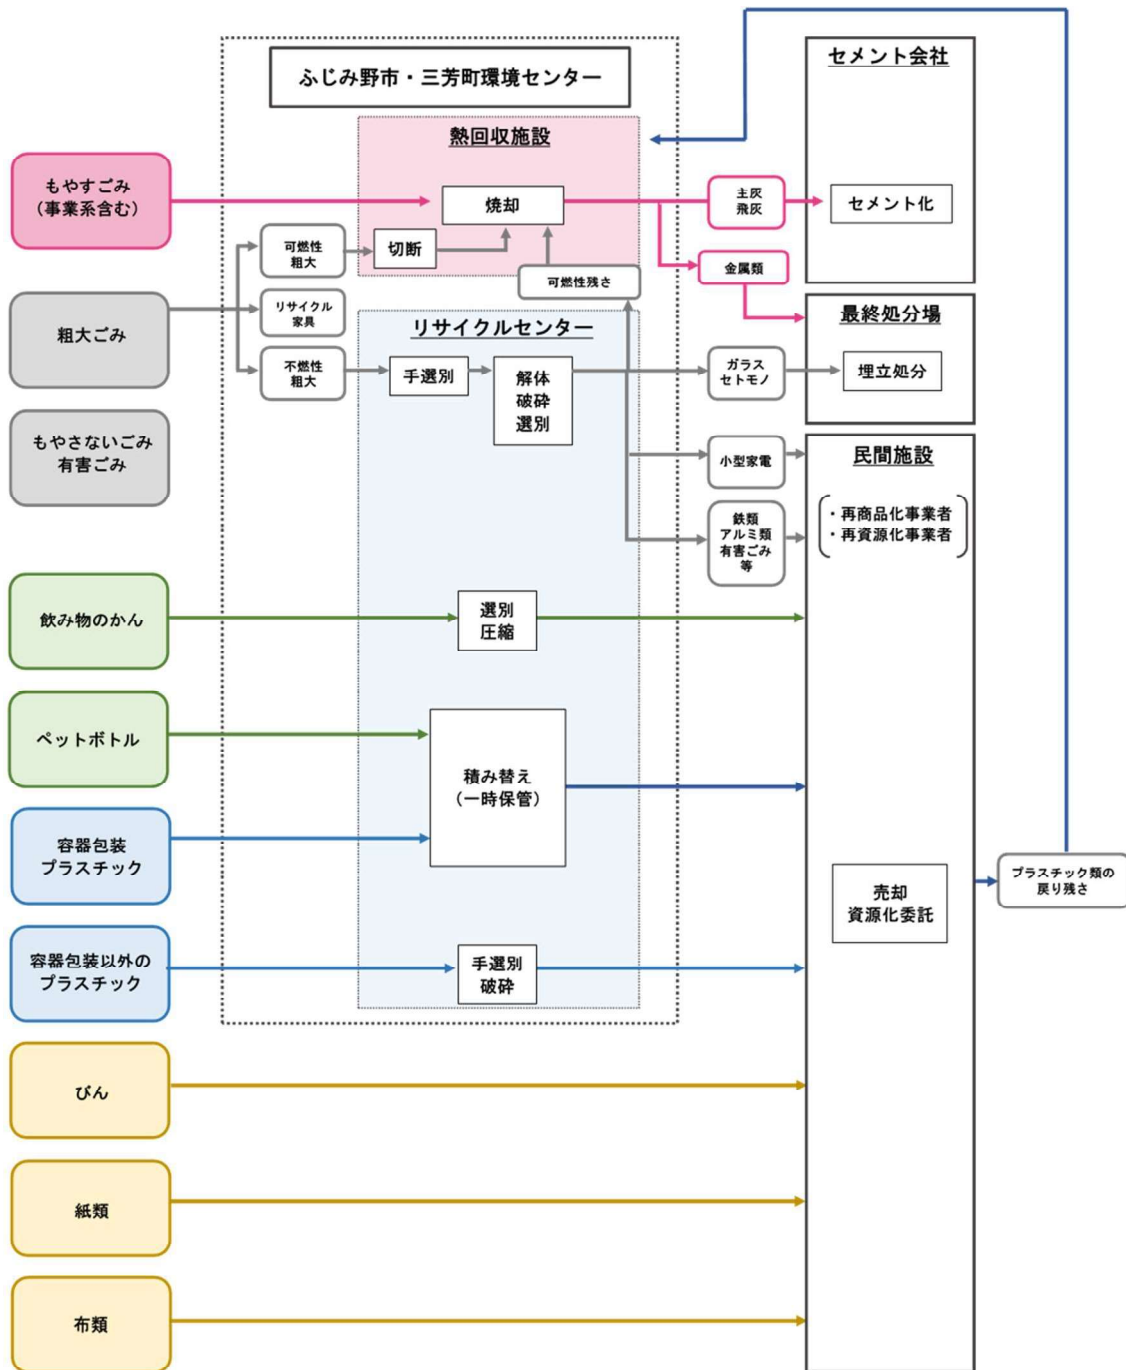 ふじみ野市・三芳町環境センター
熱回収施設
もやすごみ
（事業系含む）
焼却
主灰
飛灰
セメント会社
セメント化
可燃性
粗大
切断
金属類
可燃性残さ
粗大ごみ
リサイクル
家具
不燃性
粗大
リサイクルセンター
手選別
解体
破砕
選別
ガラス
セトモノ
最終処分場
埋立処分
もやさないごみ
有害ごみ
小型家電
鉄類
アルミ類
有害ごみ
等
民間施設
・再商品化事業者
・再資源化事業者
飲み物のかん
選別
圧縮
ペットボトル
積み替え
（一時保管）
容器包装
プラスチック
売却
資源化委託
プラスチック類の
戻り残さ
容器包装以外の
プラスチック
手選別
破砕
びん
紙類
布類